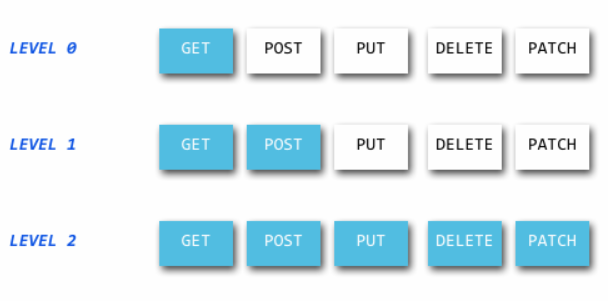 LEVEL 0 GET POST PUT DELETE PATCH
LEVEL 1 GET POST PUT DELETE PATCH
LEVEL 2 GET POST PUT DELETE PATCH